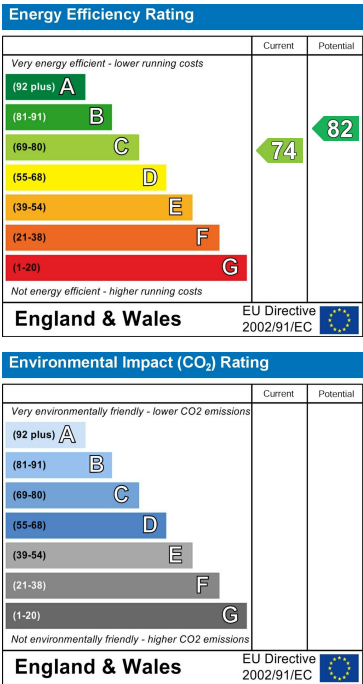 Energy Efficiency Rating
Current Potential
Very energy efficient - lower running costs
(92 plus) A
(81-91) B
(69-80) C
(55-68) D
(39-54) E
(21-38) F
(1-20) G
74
82
Not energy efficient - higher running costs
England & Wales
EU Directive
2002/91/EC
Environmental Impact (CO₂) Rating
Current Potential
Very environmentally friendly - lower CO2 emissions
(92 plus) A
(81-91) B
(69-80) C
(55-68) D
(39-54) E
(21-38) F
(1-20) G
Not environmentally friendly - higher CO2 emissions
England & Wales
EU Directive
2002/91/EC